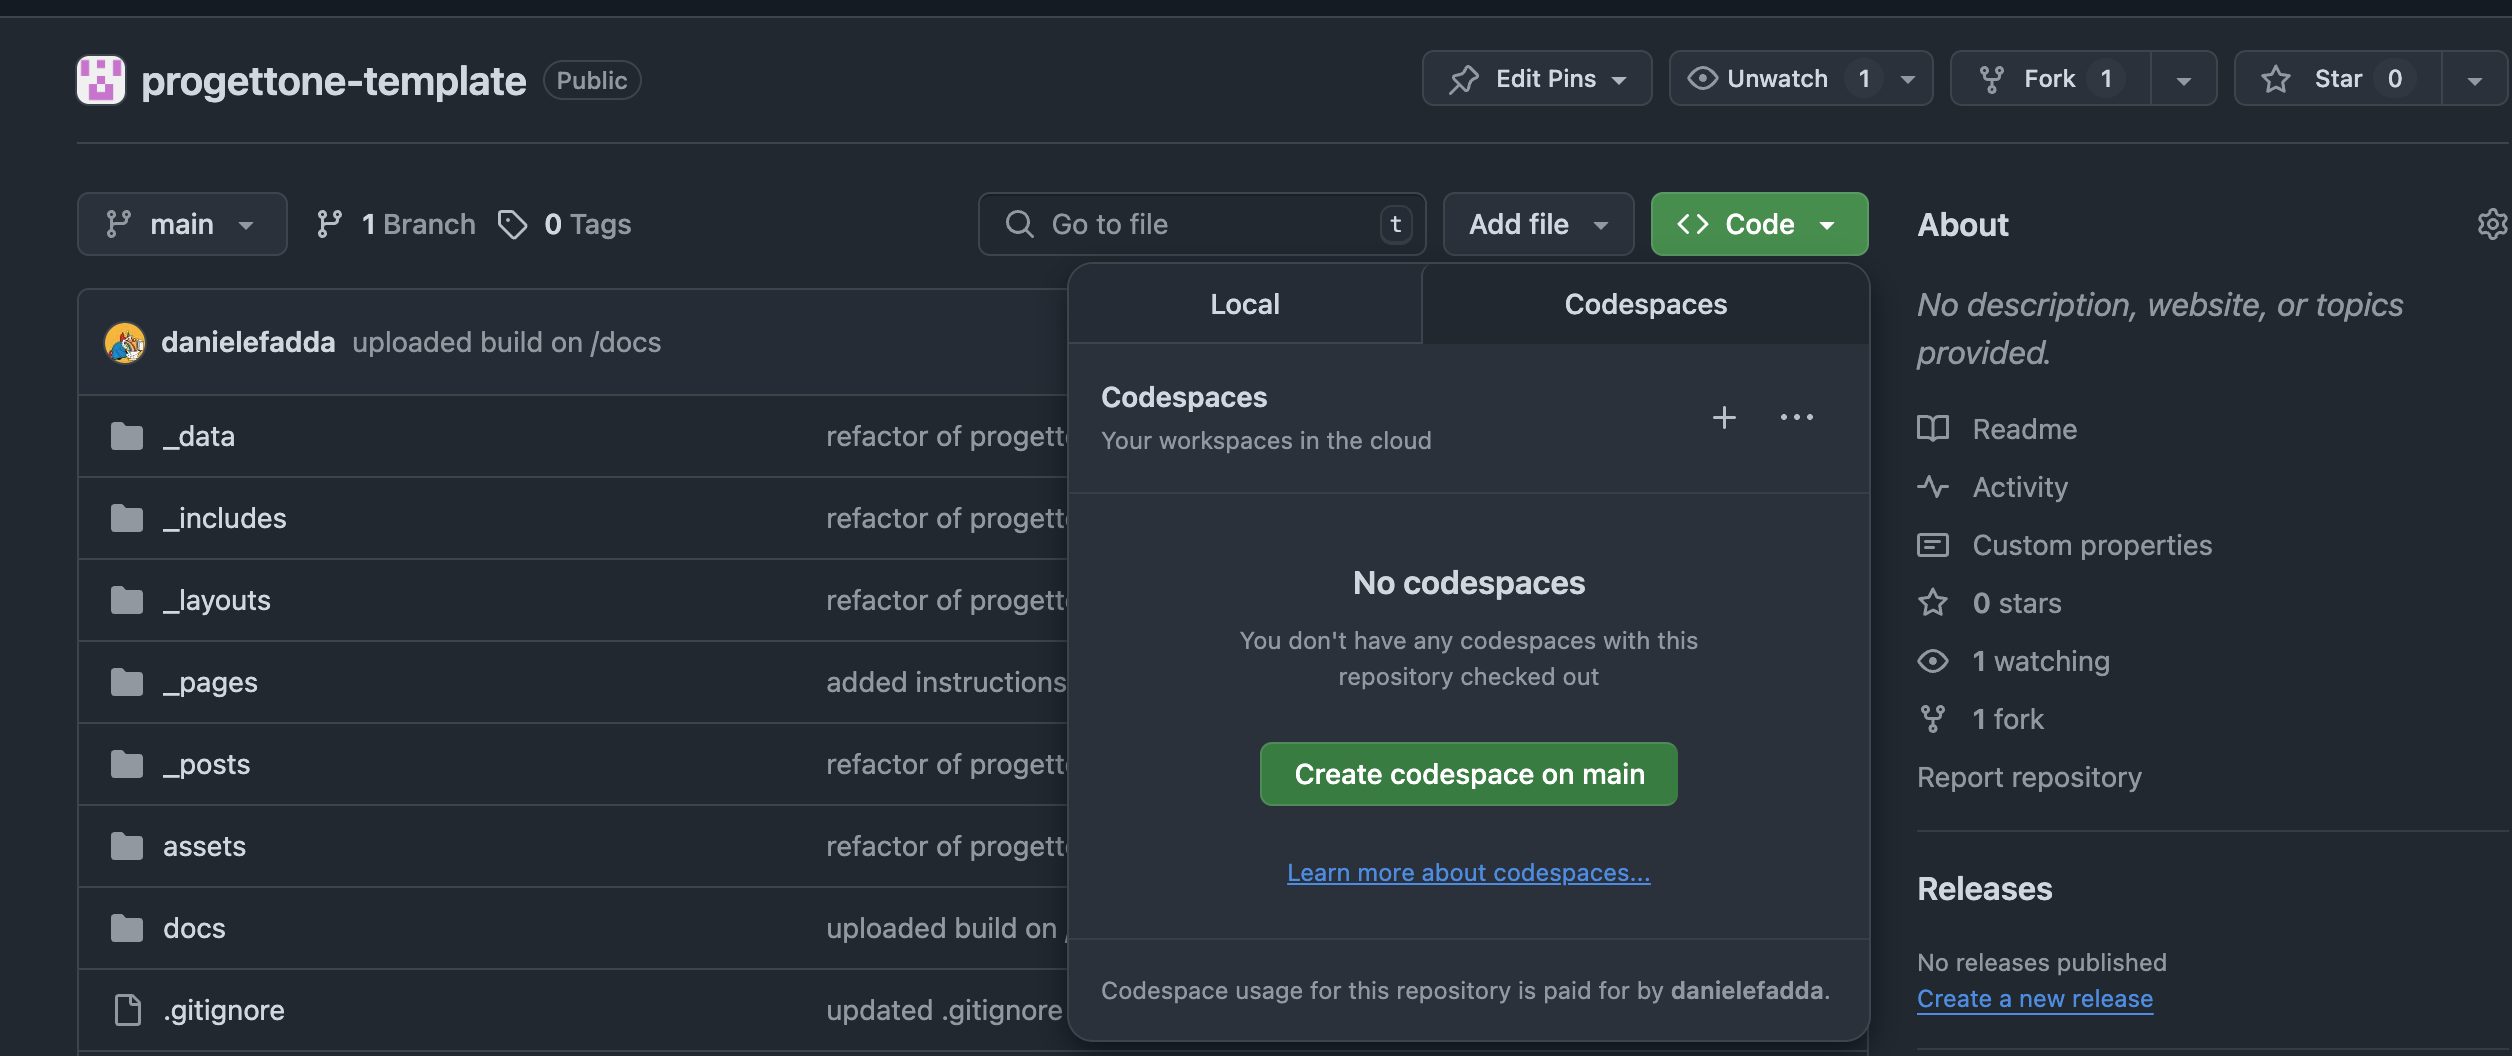 progettone-template Public
Edit Pins
Unwatch 1
Fork 1
Star 0
main
1 Branch
0 Tags
Go to file t
Add file
Code
danielefadda uploaded build on /docs
_data
refactor of
_includes
refactor of
_layouts
refactor of
_pages
added instructions
_posts
refactor of
assets
refactor of
docs
uploaded build on
.gitignore
updated .gitignore
Local
Codespaces
Codespaces
Your workspaces in the cloud
No codespaces
You don't have any codespaces with this
repository checked out
Create codespace on main
Learn more about codespaces...
Codespace usage for this repository is paid for by danielefadda.
About
No description, website, or topics
provided.
Readme
Activity
Custom properties
0 stars
1 watching
1 fork
Report repository
Releases
No releases published
Create a new release